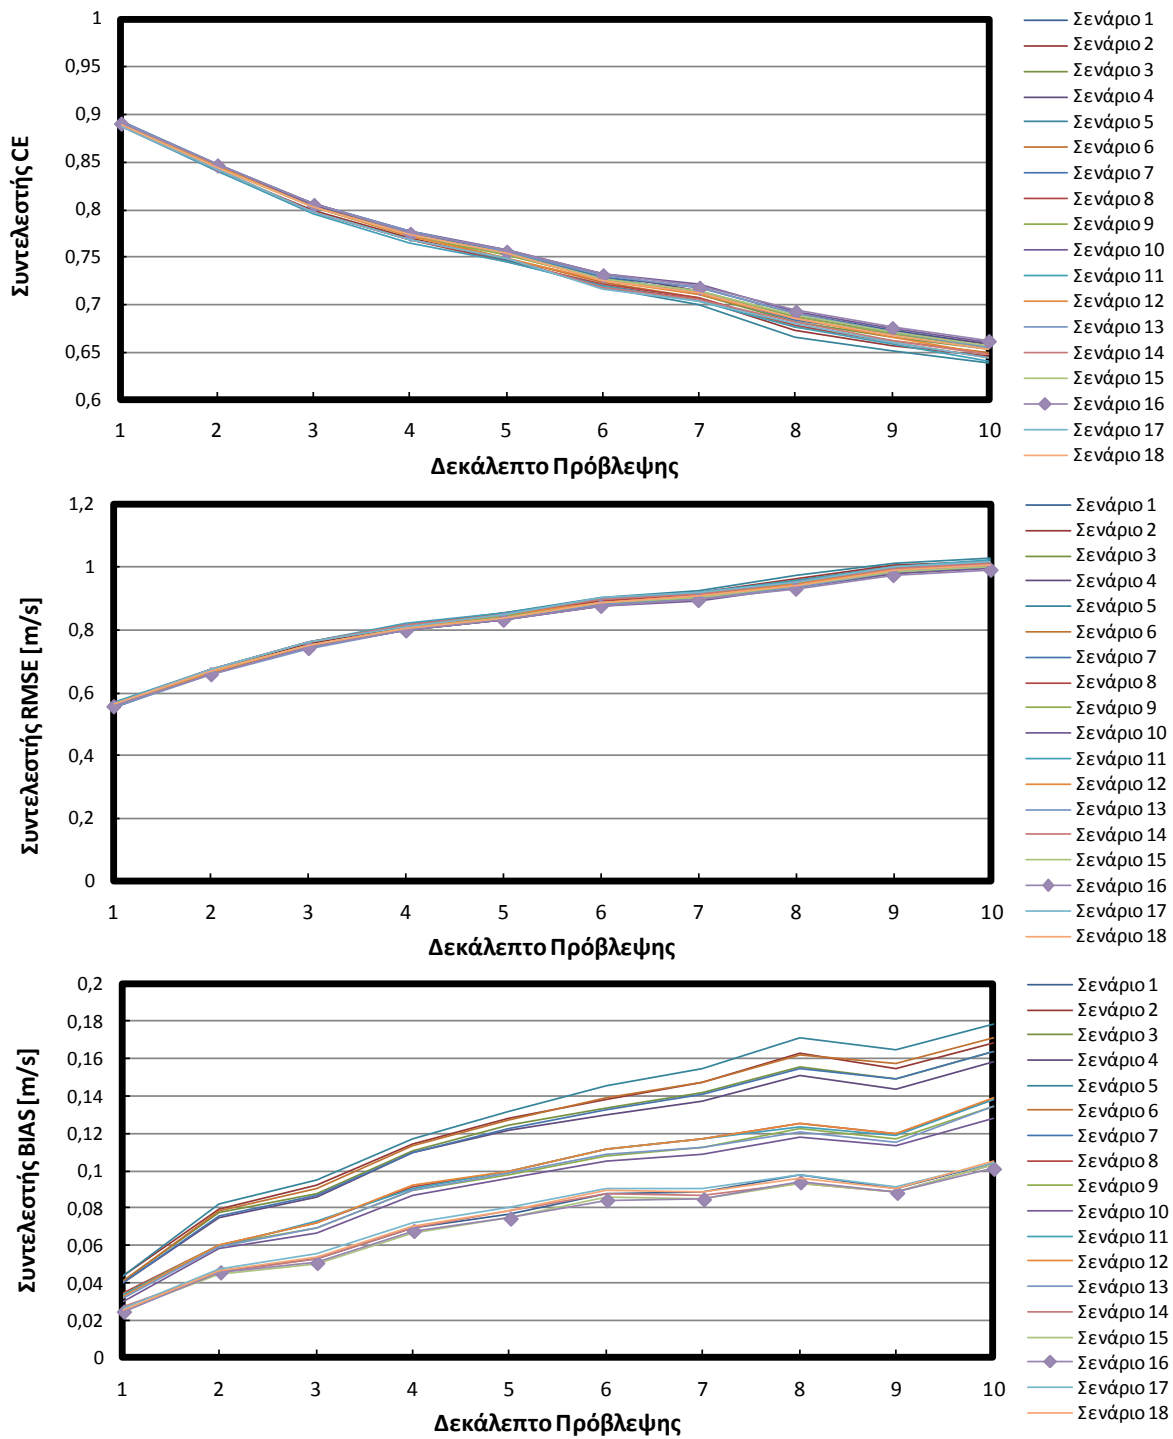 Συντελεστής CE
1
0,95
0,9
0,85
0,8
0,75
0,7
0,65
0,6
1 2 3 4 5 6 7 8 9 10
Δεκάλεπτο Πρόβλεψης
Σενάριο 1
Σενάριο 2
Σενάριο 3
Σενάριο 4
Σενάριο 5
Σενάριο 6
Σενάριο 7
Σενάριο 8
Σενάριο 9
Σενάριο 10
Σενάριο 11
Σενάριο 12
Σενάριο 13
Σενάριο 14
Σενάριο 15
Σενάριο 16
Σενάριο 17
Σενάριο 18
Συντελεστής RMSE [m/s]
1,2
1
0,8
0,6
0,4
0,2
0
1 2 3 4 5 6 7 8 9 10
Δεκάλεπτο Πρόβλεψης
Σενάριο 1
Σενάριο 2
Σενάριο 3
Σενάριο 4
Σενάριο 5
Σενάριο 6
Σενάριο 7
Σενάριο 8
Σενάριο 9
Σενάριο 10
Σενάριο 11
Σενάριο 12
Σενάριο 13
Σενάριο 14
Σενάριο 15
Σενάριο 16
Σενάριο 17
Σενάριο 18
Συντελεστής BIAS [m/s]
0,2
0,18
0,16
0,14
0,12
0,1
0,08
0,06
0,04
0,02
0
1 2 3 4 5 6 7 8 9 10
Δεκάλεπτο Πρόβλεψης
Σενάριο 1
Σενάριο 2
Σενάριο 3
Σενάριο 4
Σενάριο 5
Σενάριο 6
Σενάριο 7
Σενάριο 8
Σενάριο 9
Σενάριο 10
Σενάριο 11
Σενάριο 12
Σενάριο 13
Σενάριο 14
Σενάριο 15
Σενάριο 16
Σενάριο 17
Σενάριο 18